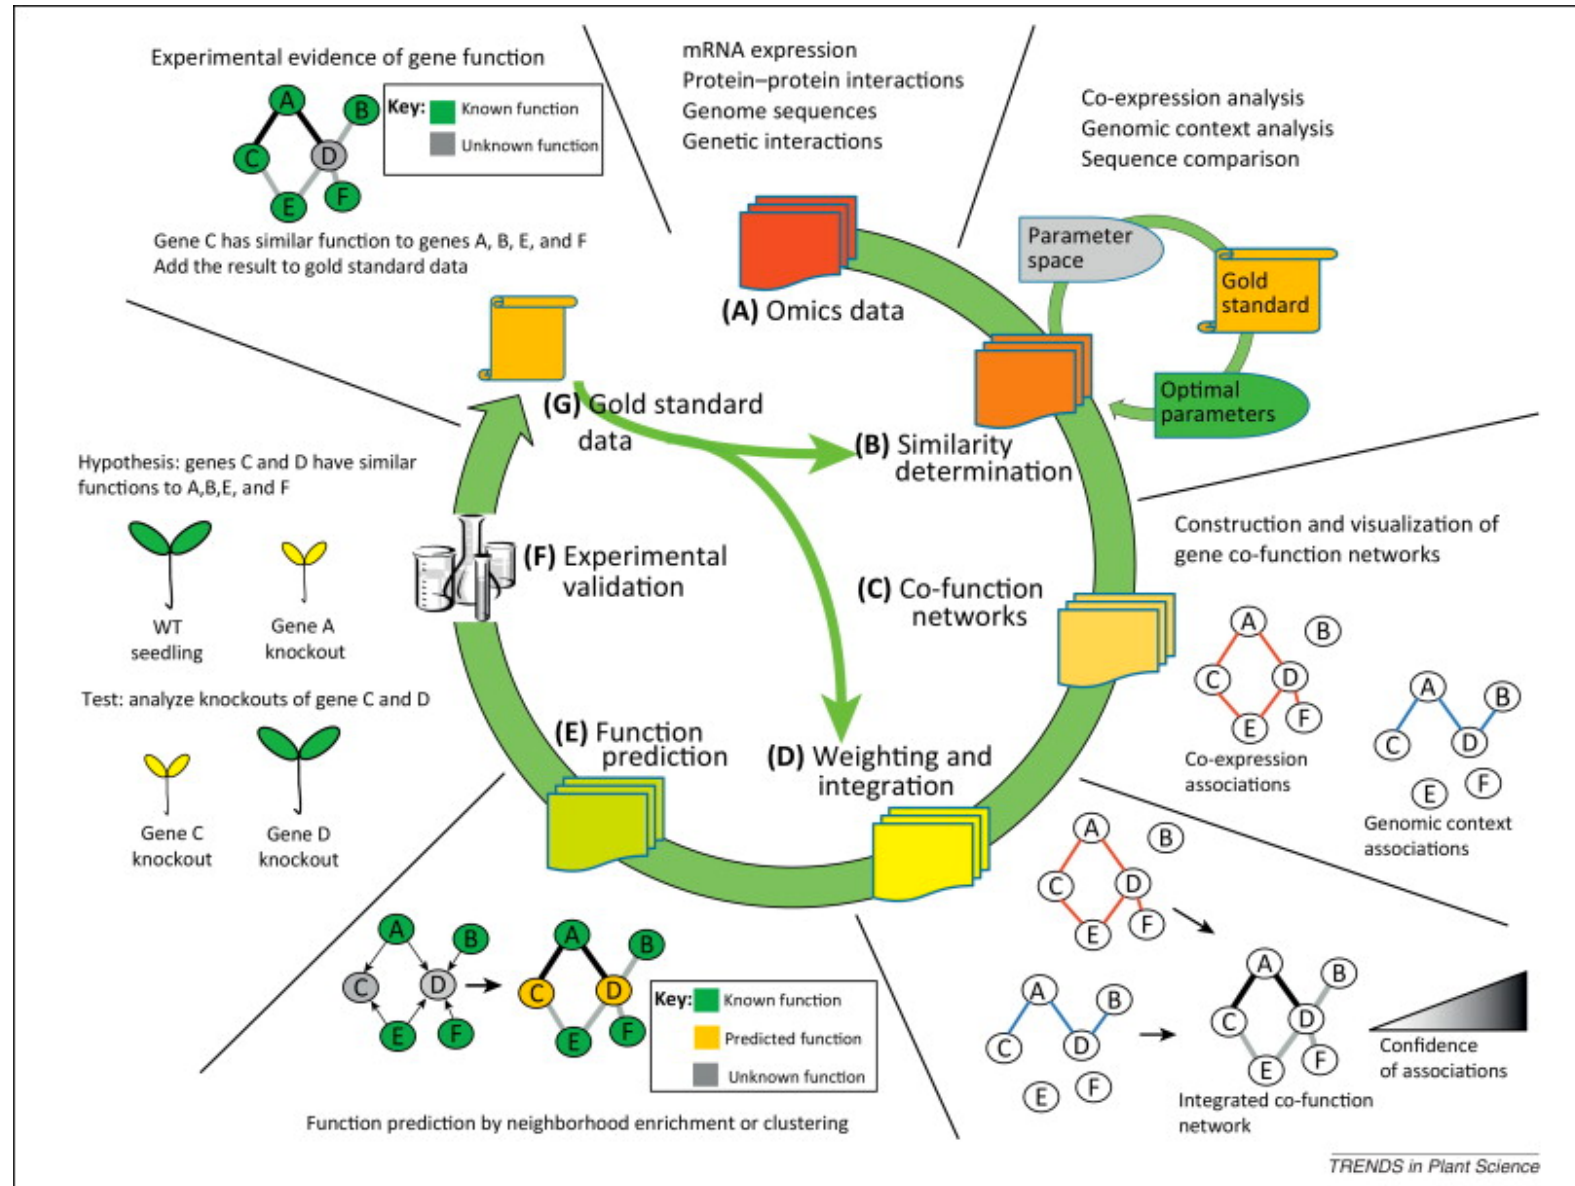 Experimental evidence of gene function
A
B
C
D
E
F
Key:
Known function
Unknown function
Gene C has similar function to genes A, B, E, and F
Add the result to gold standard data
mRNA expression
Protein–protein interactions
Genome sequences
Genetic interactions
Co-expression analysis
Genomic context analysis
Sequence comparison
Parameter
space
Gold
standard
Optimal
parameters
(A) Omics data
(B) Similarity
determination
(C) Co-function
networks
(D) Weighting and
integration
(E) Function
prediction
(F) Experimental
validation
(G) Gold standard
data
Hypothesis: genes C and D have similar
functions to A,B,E, and F
WT
seedling
Gene A
knockout
Test: analyze knockouts of gene C and D
Gene C
knockout
Gene D
knockout
Construction and visualization of
gene co-function networks
A
B
C
D
E
F
Co-expression
associations
A
B
C
D
E
F
Genomic context
associations
A
B
C
D
E
F
A
B
C
D
E
F
A
B
C
D
E
F
Integrated co-function
network
Confidence
of associations
A
B
C
D
E
F
A
B
C
D
E
F
Key:
Known function
Predicted function
Unknown function
Function prediction by neighborhood enrichment or clustering
TRENDS in Plant Science